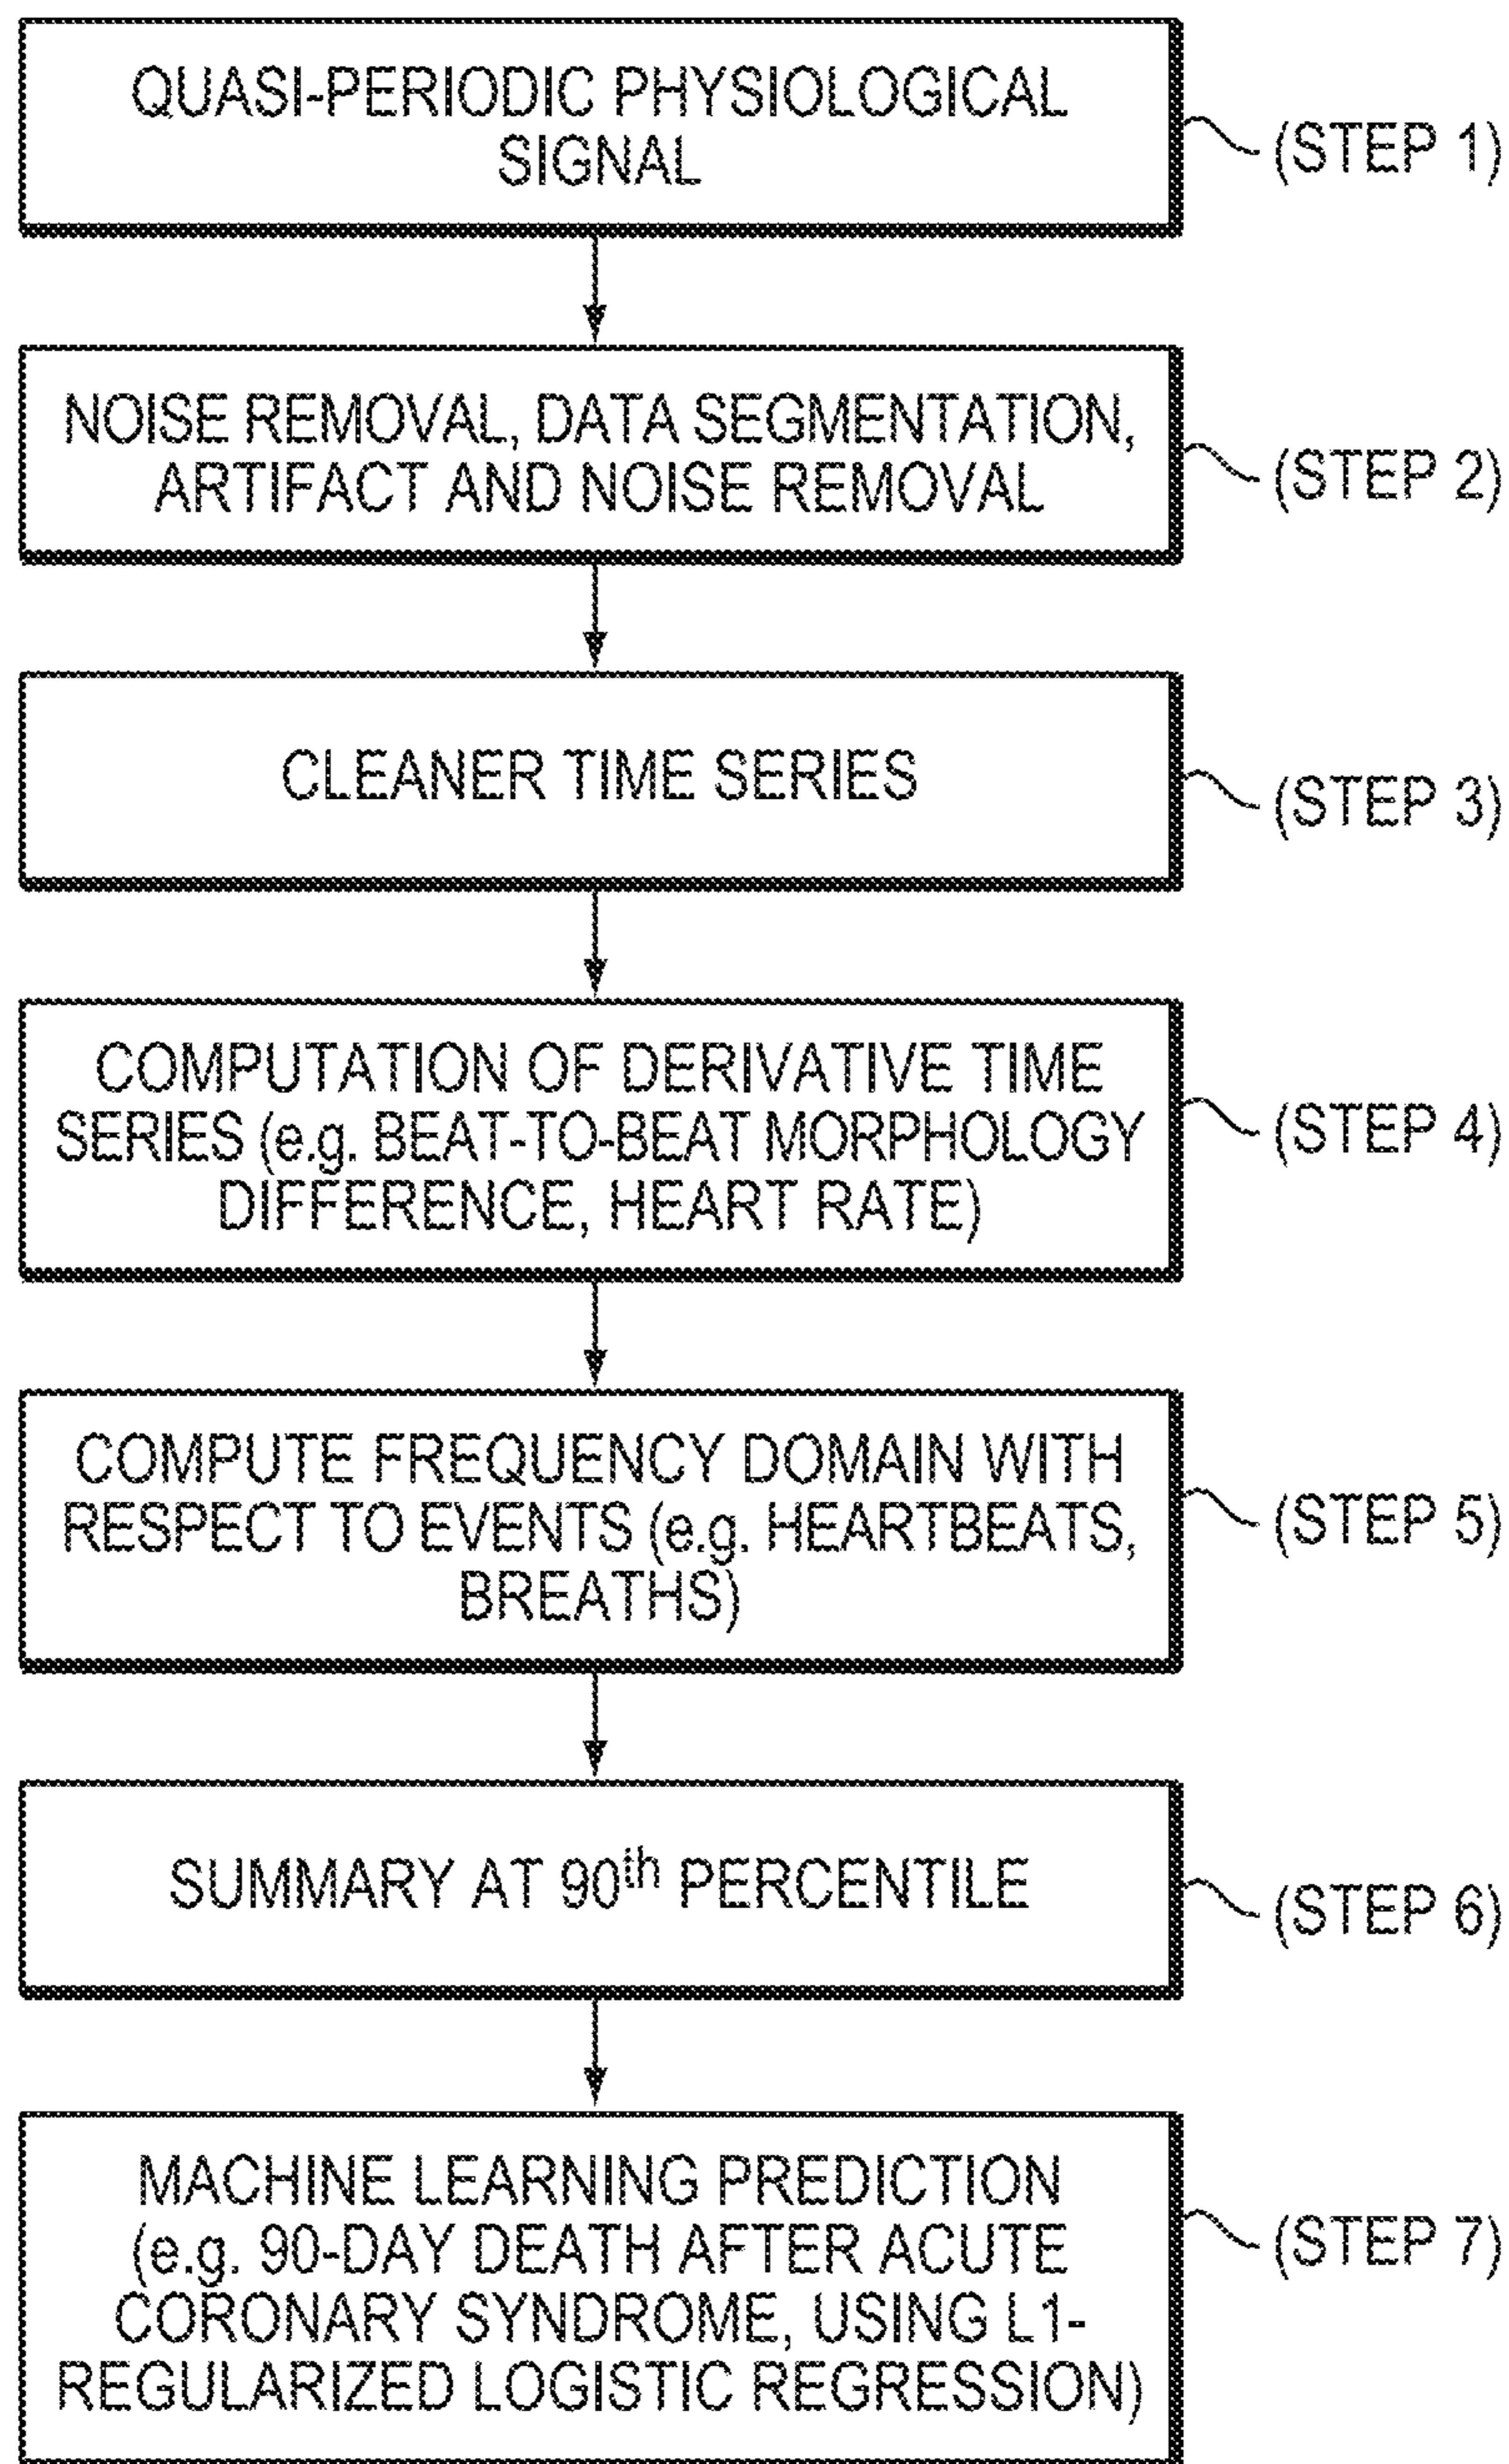 QUASI-PERIODIC PHYSIOLOGICAL
SIGNAL
(STEP 1)
NOISE REMOVAL, DATA SEGMENTATION,
ARTIFACT AND NOISE REMOVAL
(STEP 2)
CLEANER TIME SERIES
(STEP 3)
COMPUTATION OF DERIVATIVE TIME
SERIES (e.g. BEAT-TO-BEAT MORPHOLOGY
DIFFERENCE, HEART RATE)
(STEP 4)
COMPUTE FREQUENCY DOMAIN WITH
RESPECT TO EVENTS (e.g. HEARTBEATS,
BREATHS)
(STEP 5)
SUMMARY AT 90th PERCENTILE
(STEP 6)
MACHINE LEARNING PREDICTION
(e.g. 90-DAY DEATH AFTER ACUTE
CORONARY SYNDROME, USING L1-
REGULARIZED LOGISTIC REGRESSION)
(STEP 7)